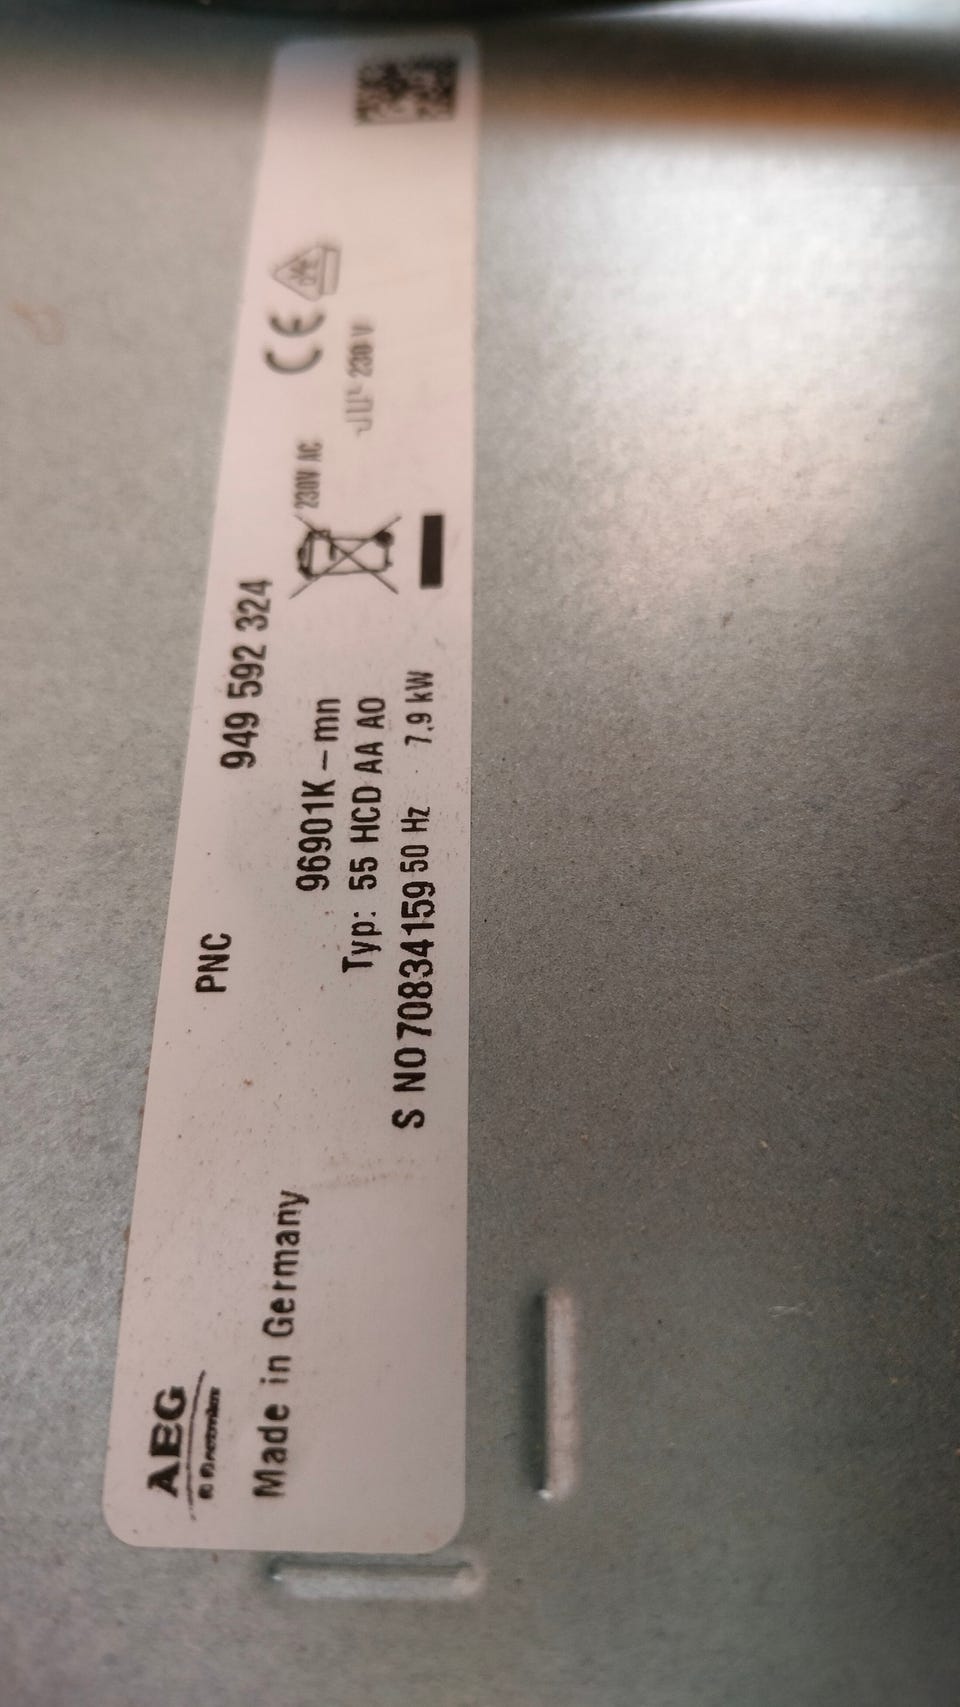 AEG
Electrolux
PNC 949 592 324
Made in Germany
96901K - mn
230V AC
Typ: 55 HCD AA AO
230 V
S NO 70834159 50 Hz 7,9 kW